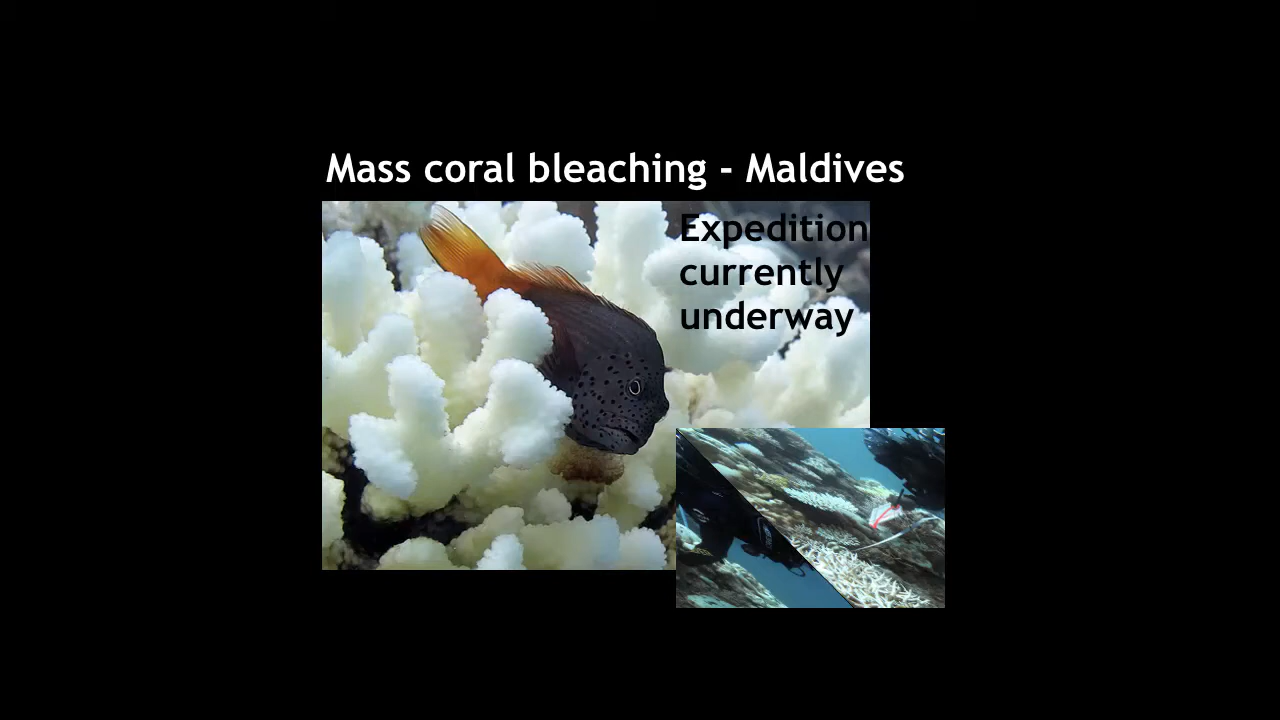 Mass coral bleaching - Maldives
Expedition
currently
underway